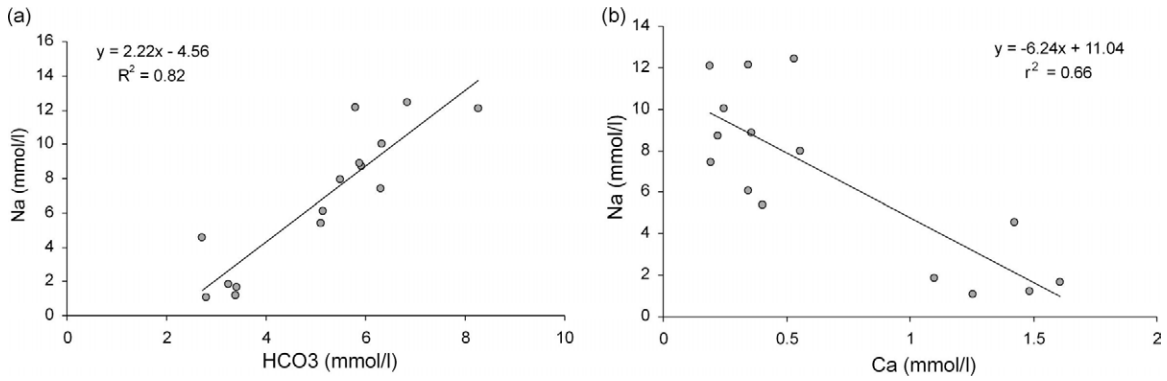 (a)
y = 2.22x - 4.56
R² = 0.82
Na (mmol/l)
16
14
12
10
8
6
4
2
0
0 2 4 6 8 10
HCO3 (mmol/l)
(b)
y = -6.24x + 11.04
r² = 0.66
Na (mmol/l)
14
12
10
8
6
4
2
0
0 0.5 1 1.5 2
Ca (mmol/l)